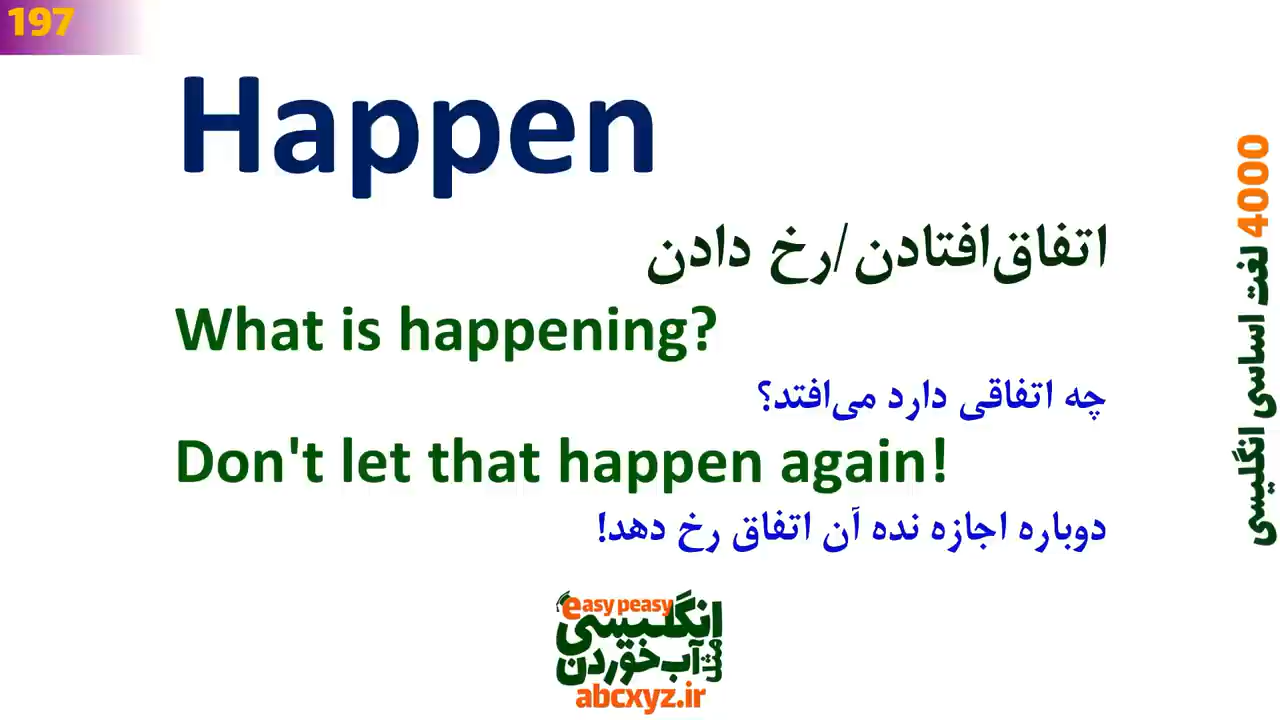 197
Happen
اتفاق‌افتادن/رخ دادن
What is happening?
چه اتفاقی دارد می‌افتد؟
Don't let that happen again!
دوباره اجازه نده آن اتفاق رخ دهد!
4000 لغت اساسی انگلیسی
easy peasy
انگلیسی
مثل آب خوردن
abcxyz.ir